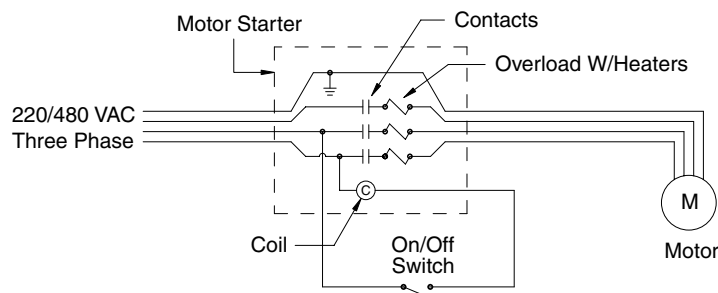 Motor Starter
Contacts
Overload W/Heaters
220/480 VAC
Three Phase
C
M
Coil
On/Off
Switch
Motor